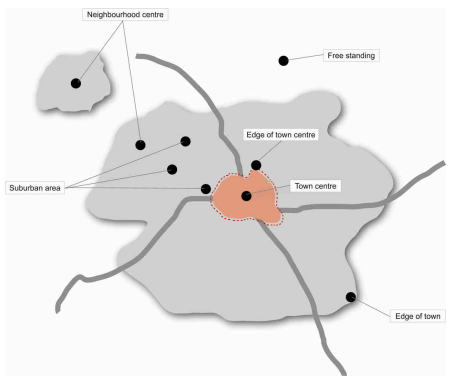 Neighbourhood centre
Free standing
Edge of town centre
Suburban area
Town centre
Edge of town